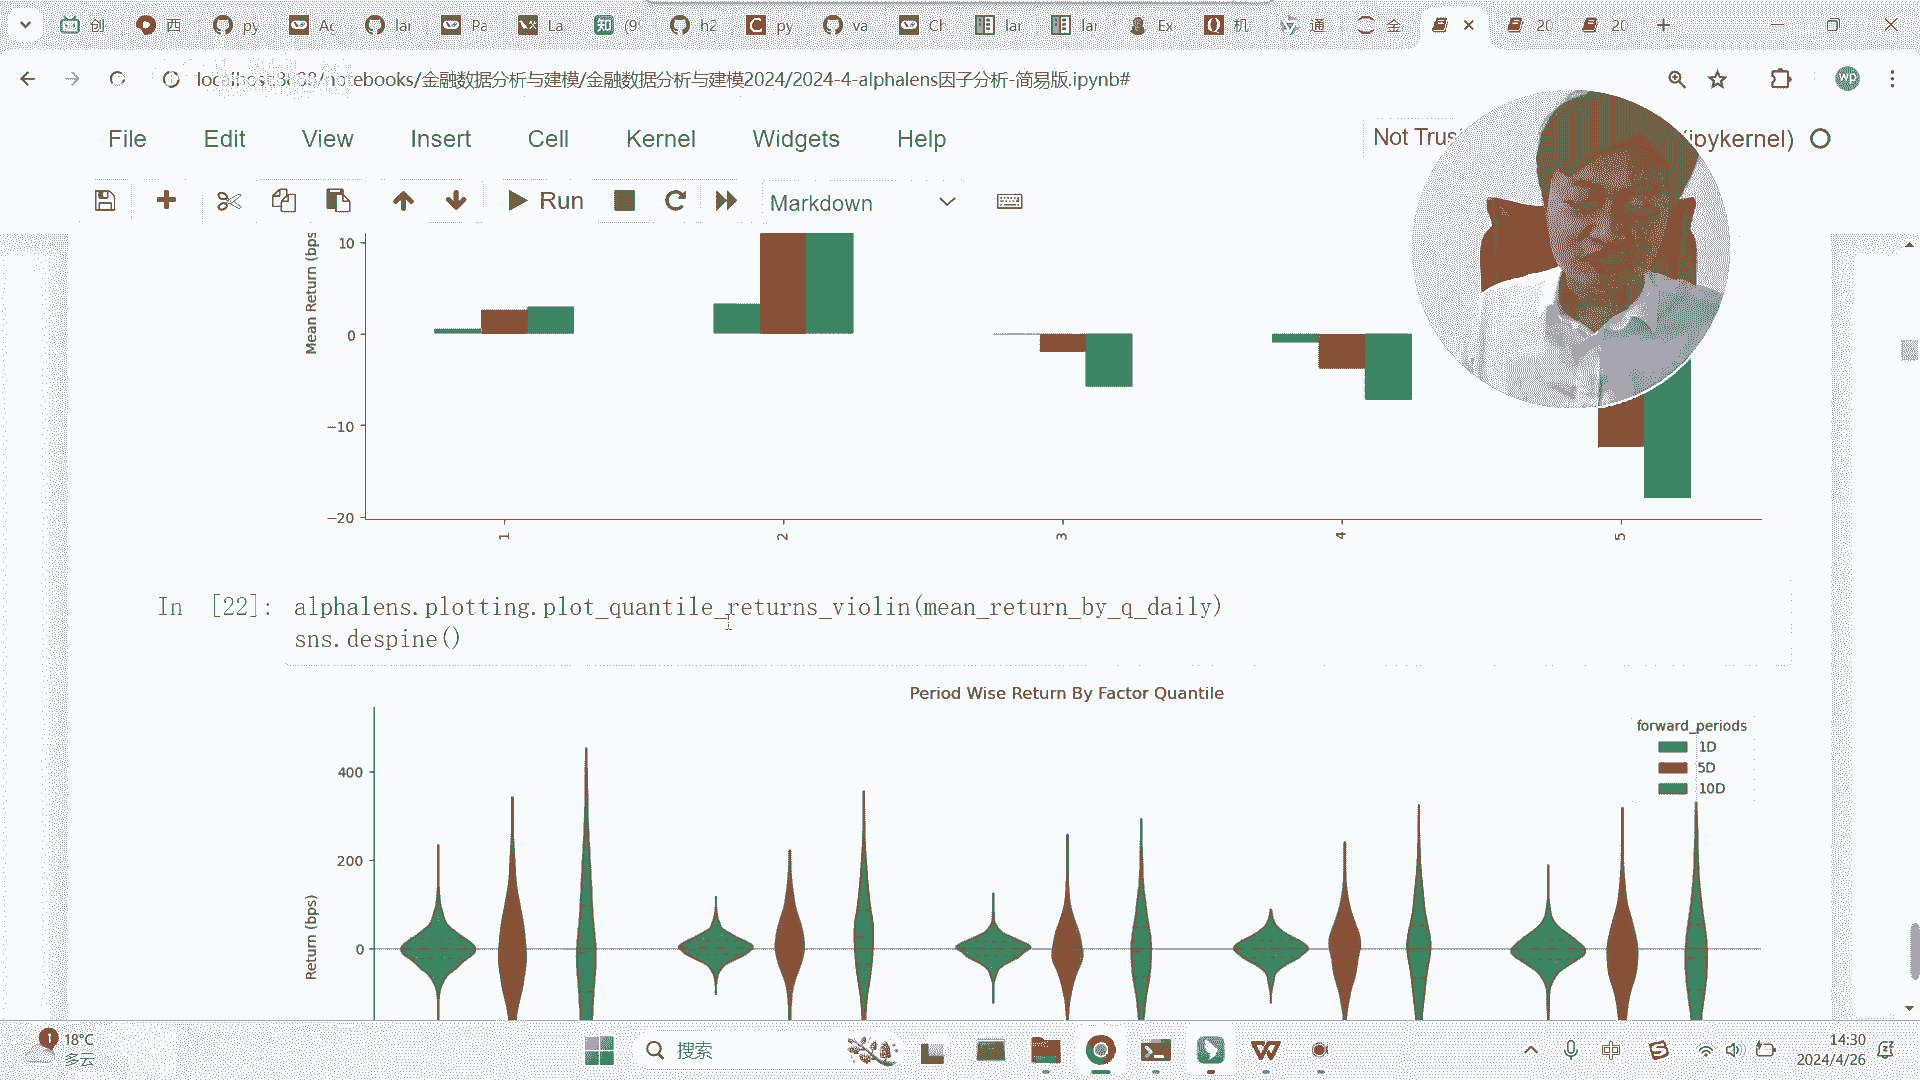 创
西
py
Ac
lar
Pa
La
知
(9
h2
py
va
Ch
lar
lar
Ex
机
通
金
20
20
localhost:8888/notebooks/金融数据分析与建模/金融数据分析与建模2024/2024-4-alphalens因子分析-简易版.ipynb#
wp
File Edit View Insert Cell Kernel Widgets Help
Not Trus
(ipykernel)
Run
Markdown
Mean Return (bps
10
0
−10
−20
1
2
3
4
5
In [22]:
alphalens.plotting.plot_quantile_returns_violin(mean_return_by_q_daily)
sns.despine()
Period Wise Return By Factor Quantile
forward_periods
1D
5D
10D
Return (bps)
400
200
0
1
18°C
多云
搜索
中
14:30
2024/4/26